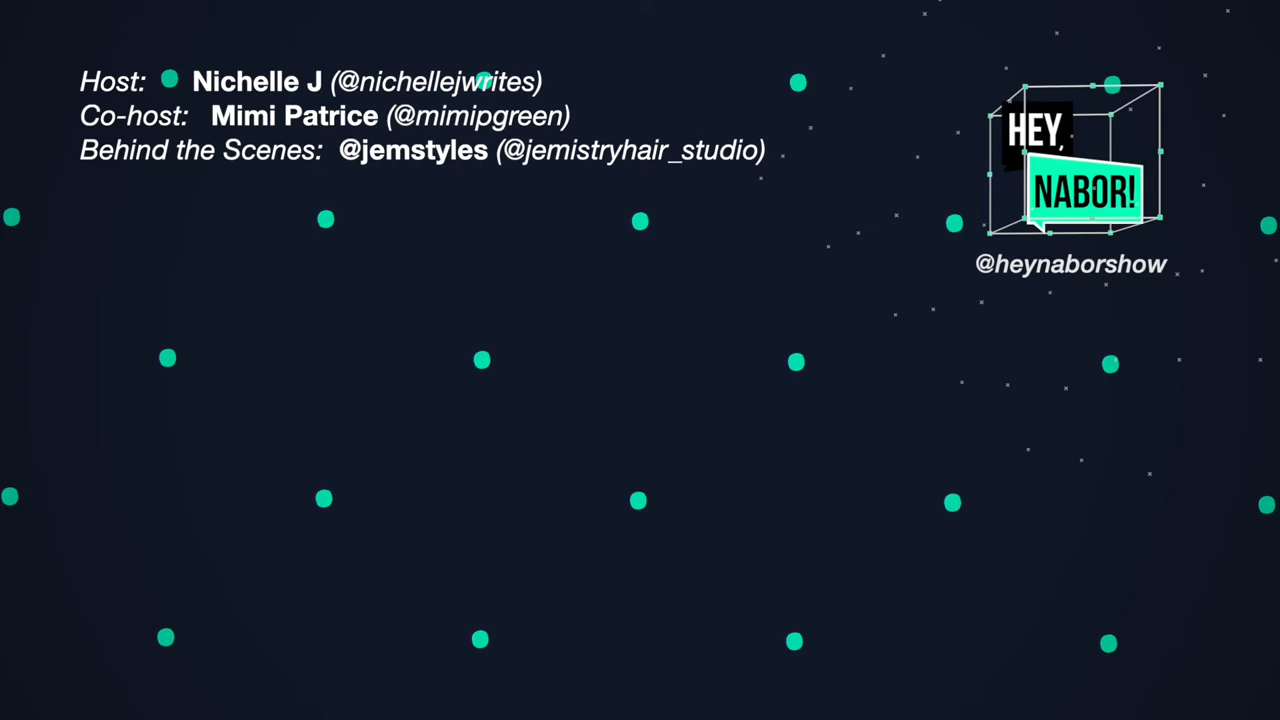 Host: Nichelle J (@nichellejwrites)
Co-host: Mimi Patrice (@mimipgreen)
Behind the Scenes: @jemstyles (@jemistryhair_studio)
HEY,
NABOR!
@heynaborshow